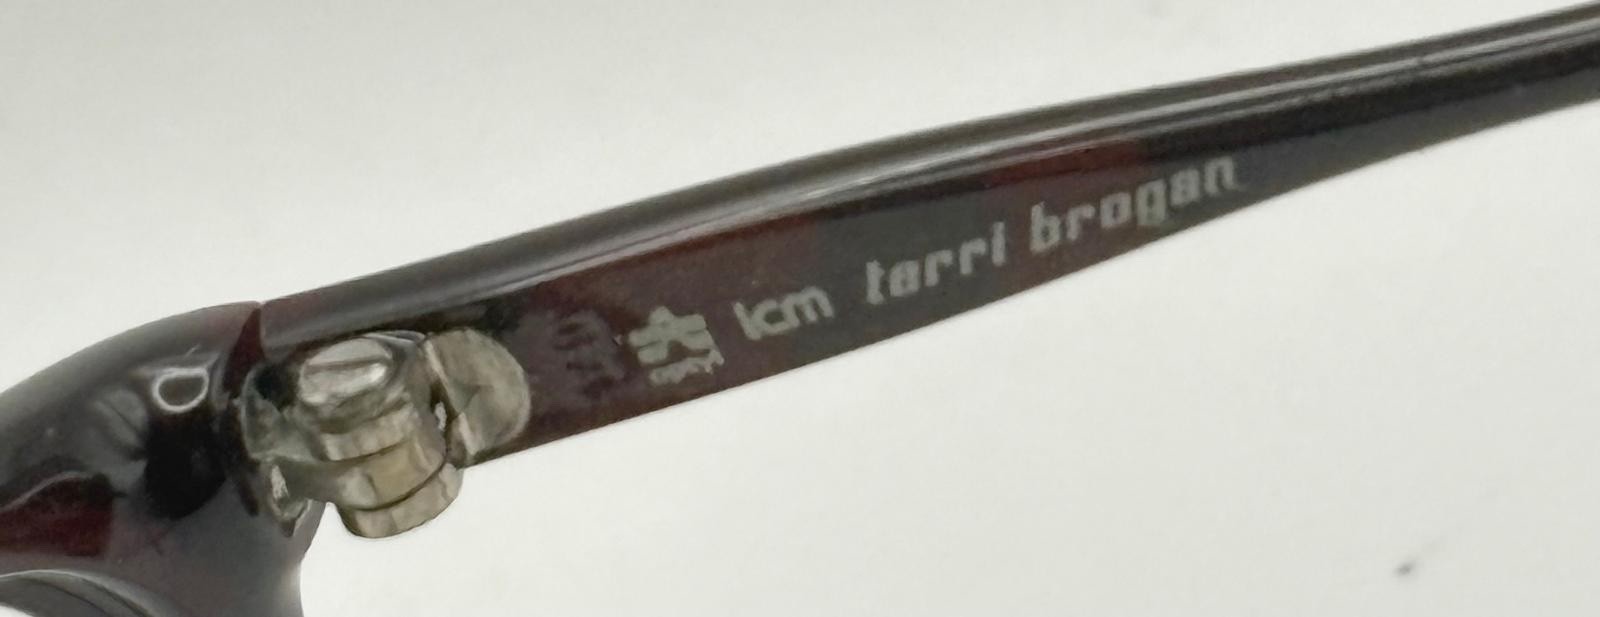 lcm terri brogan